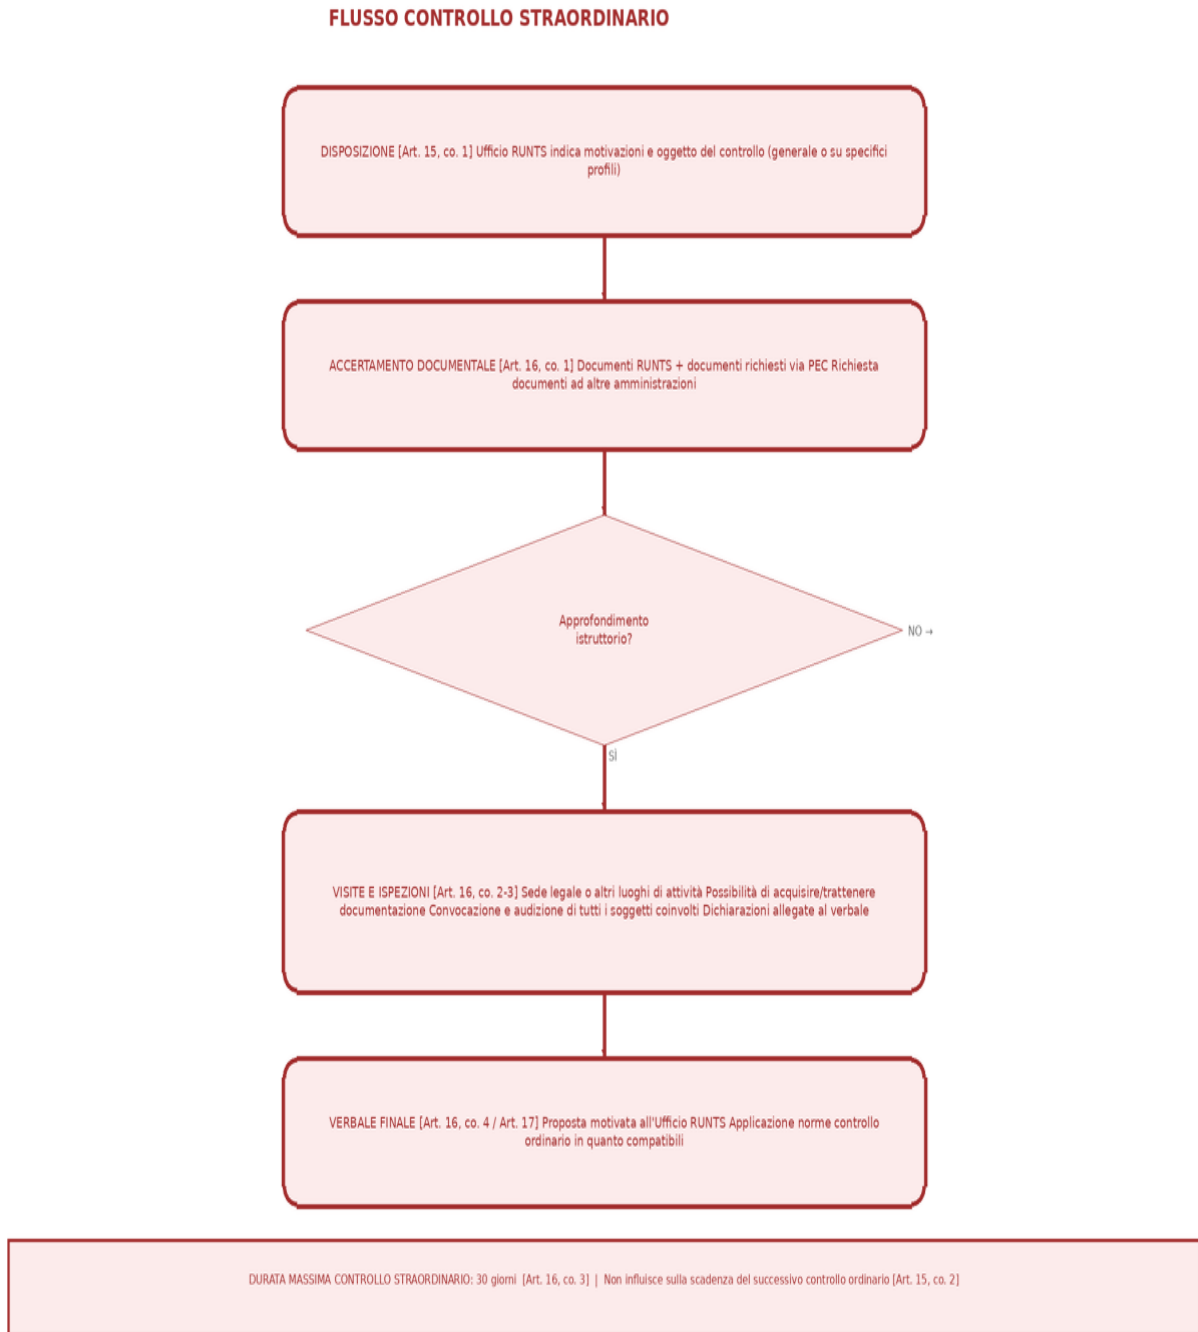 FLUSSO CONTROLLO STRAORDINARIO
DISPOSIZIONE [Art. 15, co. 1] Ufficio RUNTS indica motivazioni e oggetto del controllo (generale o su specifici
profili)
ACCERTAMENTO DOCUMENTALE [Art. 16, co. 1] Documenti RUNTS + documenti richiesti via PEC Richiesta
documenti ad altre amministrazioni
Approfondimento
istruttorio?
NO →
SÌ
VISITE E ISPEZIONI [Art. 16, co. 2-3] Sede legale o altri luoghi di attività Possibilità di acquisire/trattenere
documentazione Convocazione e audizione di tutti i soggetti coinvolti Dichiarazioni allegate al verbale
VERBALE FINALE [Art. 16, co. 4 / Art. 17] Proposta motivata all'Ufficio RUNTS Applicazione norme controllo
ordinario in quanto compatibili
DURATA MASSIMA CONTROLLO STRAORDINARIO: 30 giorni [Art. 16, co. 3] | Non influisce sulla scadenza del successivo controllo ordinario [Art. 15, co. 2]